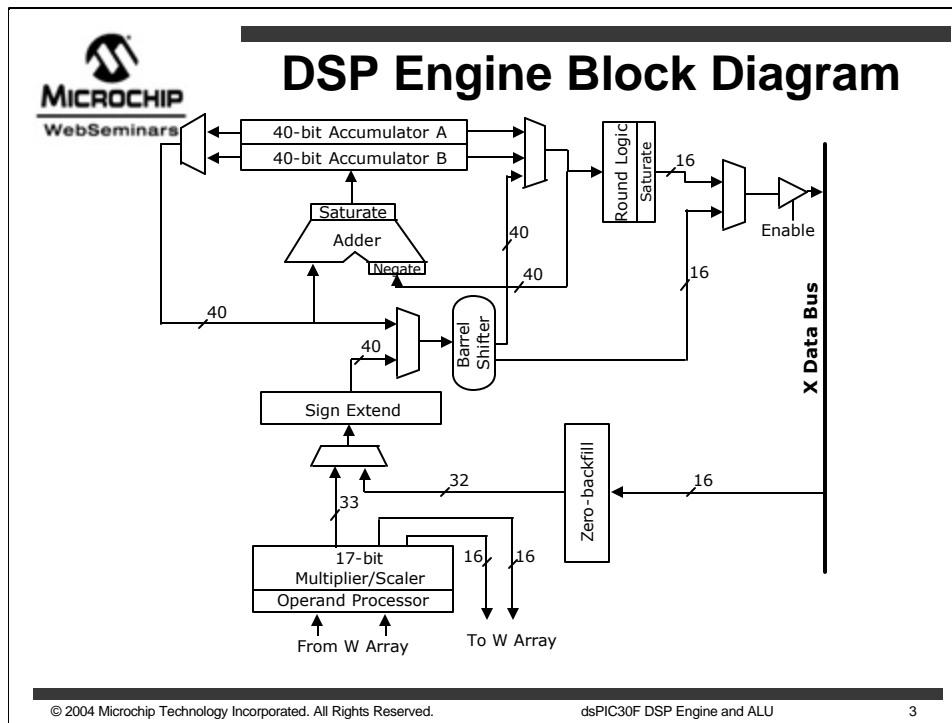 DSP Engine Block Diagram
MICROCHIP
WebSeminars
40-bit Accumulator A
40-bit Accumulator B
Round Logic
Saturate
16
Enable
Saturate
Adder
Negate
40
40
16
40
40
Barrel
Shifter
X Data Bus
Sign Extend
33
32
Zero-backfill
16
17-bit
Multiplier/Scaler
Operand Processor
16
16
From W Array
To W Array
© 2004 Microchip Technology Incorporated. All Rights Reserved.
dsPIC30F DSP Engine and ALU
3